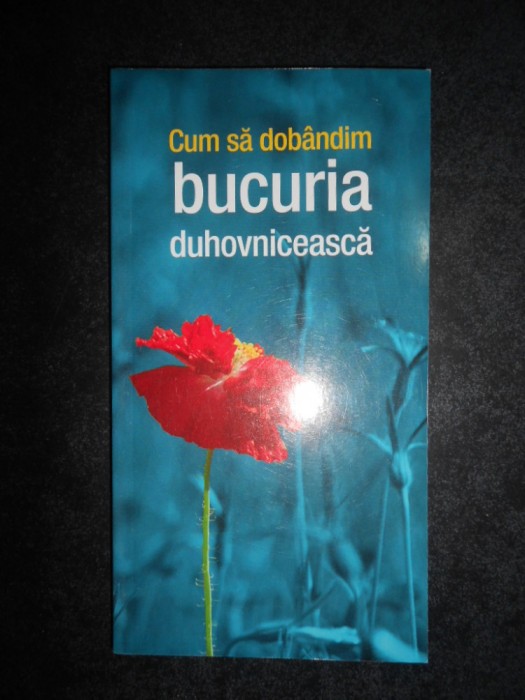 Cum să dobândim
bucuria
duhovnicească